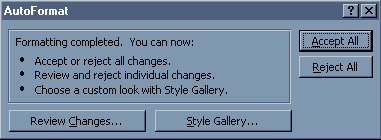 AutoFormat
Formatting completed. You can now:
• Accept or reject all changes.
• Review and reject individual changes.
• Choose a custom look with Style Gallery.
Accept All
Reject All
Review Changes...
Style Gallery...